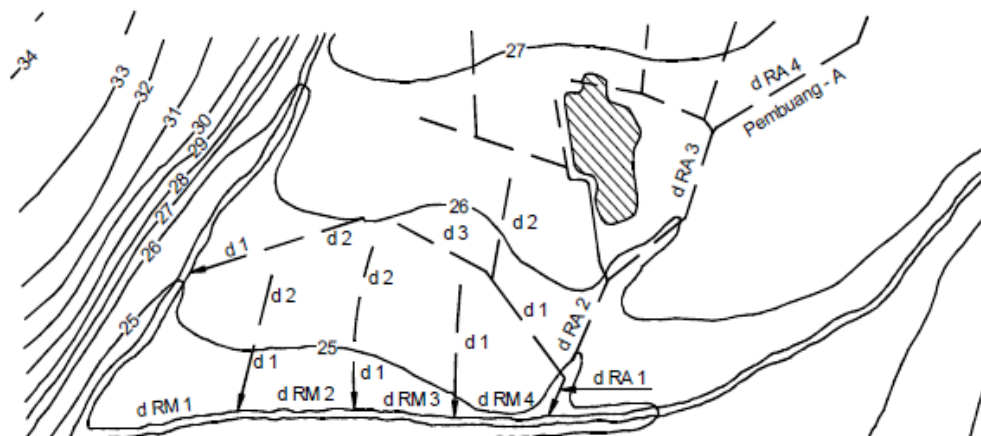 34
33
32
31
30
29
28
27
26
25
27
d RA 4
Pembuang - A
d RA 3
26
d 2
d 3
d 2
d 1
d 2
d 2
d 1
d 1
d RA 2
25
d 1
d 1
d RA 1
d RM 1
d RM 2
d RM 3
d RM 4